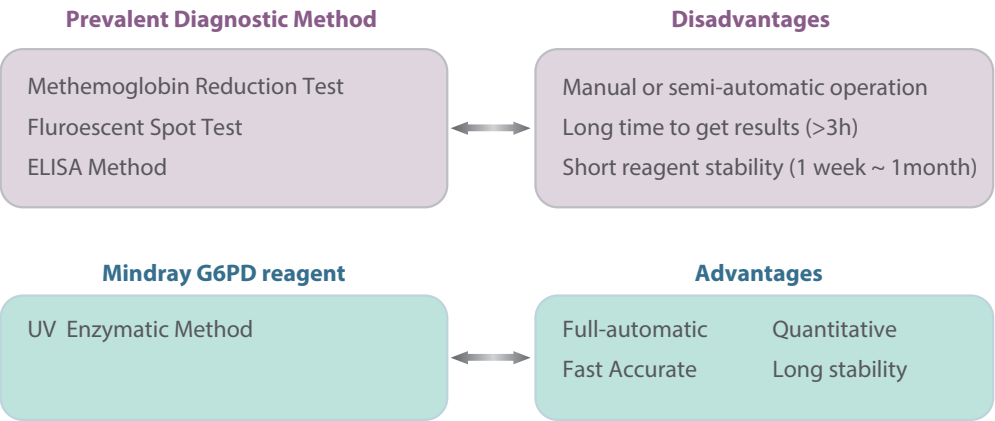 Prevalent Diagnostic Method
Disadvantages
Methemoglobin Reduction Test
Fluroescent Spot Test
ELISA Method
Manual or semi-automatic operation
Long time to get results (>3h)
Short reagent stability (1 week ~ 1month)
Mindray G6PD reagent
Advantages
UV Enzymatic Method
Full-automatic Quantitative
Fast Accurate Long stability